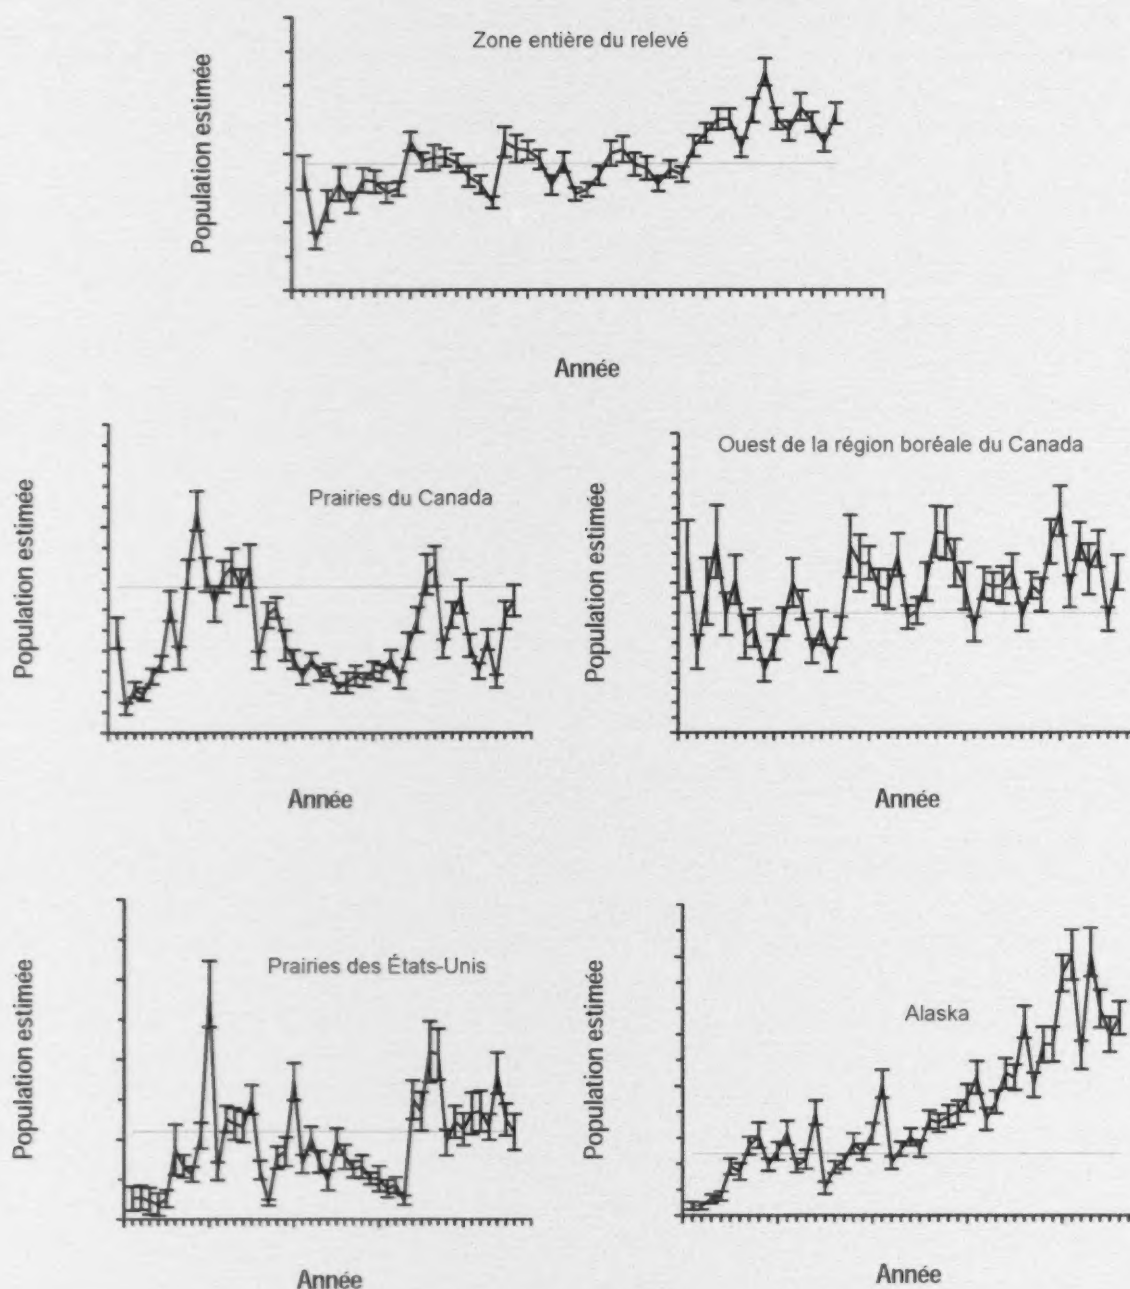 Zone entière du relevé
Population estimée
Année
Prairies du Canada
Population estimée
Année
Ouest de la région boréale du Canada
Population estimée
Année
Prairies des États-Unis
Population estimée
Année
Alaska
Population estimée
Année